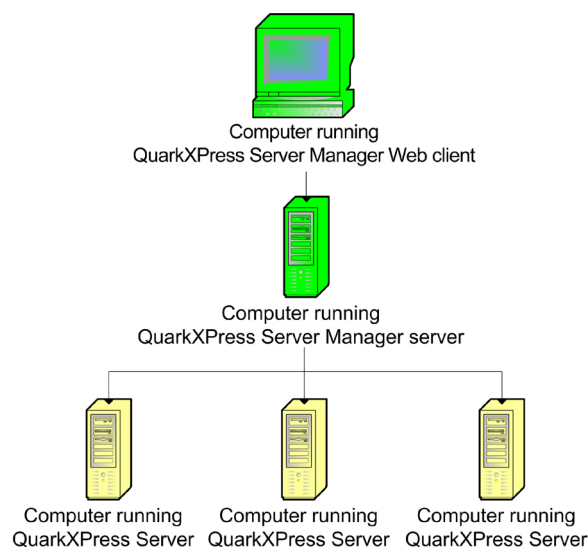 Computer running
QuarkXPress Server Manager Web client
Computer running
QuarkXPress Server Manager server
Computer running
QuarkXPress Server
Computer running
QuarkXPress Server
Computer running
QuarkXPress Server